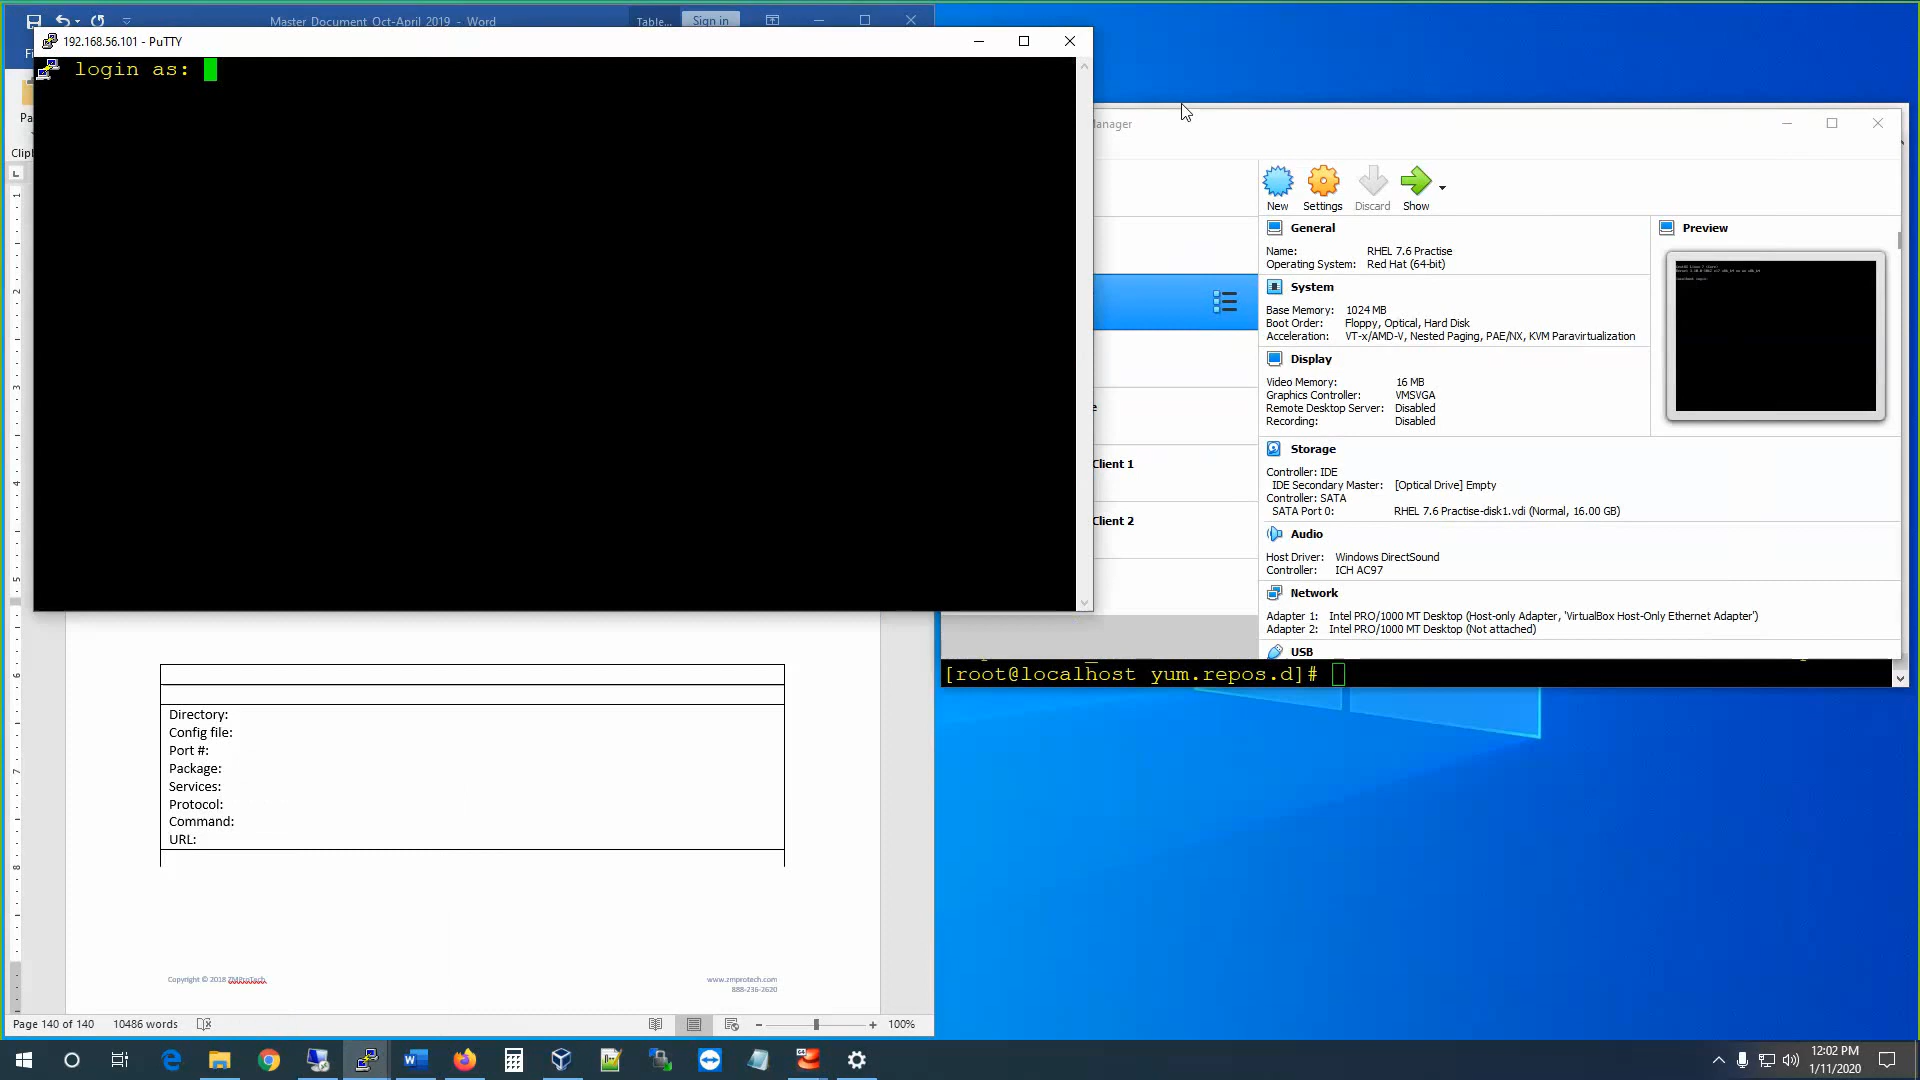 Master Document Oct-April 2019 - Word
Table...
Sign in
192.168.56.101 - PuTTY
login as:
Manager
New
Settings
Discard
Show
General
Name: RHEL 7.6 Practise
Operating System: Red Hat (64-bit)
System
Base Memory: 1024 MB
Boot Order: Floppy, Optical, Hard Disk
Acceleration: VT-x/AMD-V, Nested Paging, PAE/NX, KVM Paravirtualization
Display
Video Memory: 16 MB
Graphics Controller: VMSVGA
Remote Desktop Server: Disabled
Recording: Disabled
Preview
Storage
Controller: IDE
IDE Secondary Master: [Optical Drive] Empty
Controller: SATA
SATA Port 0: RHEL 7.6 Practise-disk1.vdi (Normal, 16.00 GB)
Audio
Host Driver: Windows DirectSound
Controller: ICH AC97
Network
Adapter 1: Intel PRO/1000 MT Desktop (Host-only Adapter, 'VirtualBox Host-Only Ethernet Adapter')
Adapter 2: Intel PRO/1000 MT Desktop (Not attached)
USB
Client 1
Client 2
[root@localhost yum.repos.d]#
Directory:
Config file:
Port #:
Package:
Services:
Protocol:
Command:
URL:
Copyright © 2018 ZMProTech
www.zmprotech.com
888-236-2620
Page 140 of 140
10486 words
100%
12:02 PM
1/11/2020